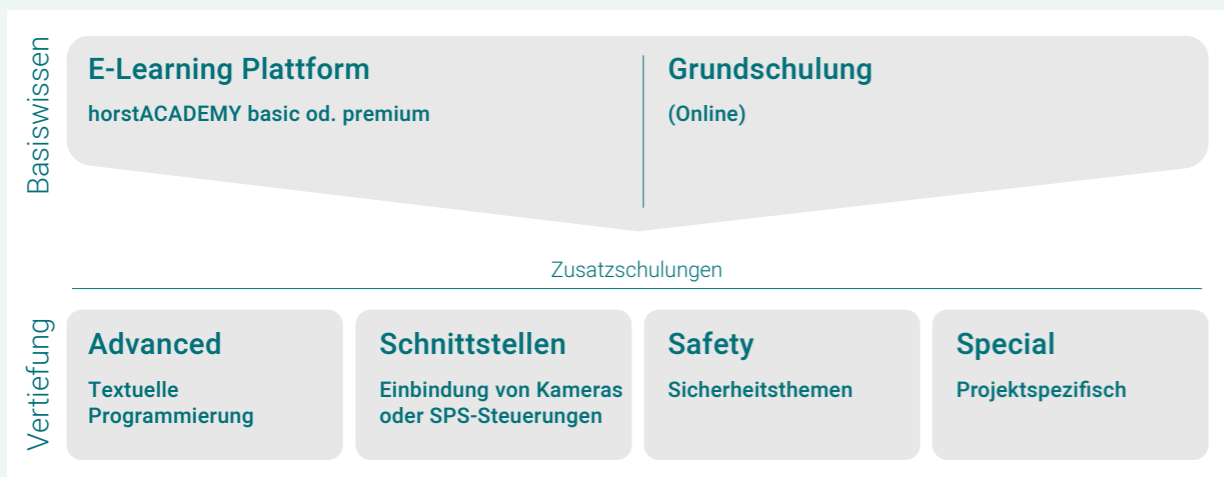 Basiswissen
E-Learning Plattform
horstACADEMY basic od. premium
Grundschulung
(Online)
Zusatzschulungen
Vertiefung
Advanced
Textuelle
Programmierung
Schnittstellen
Einbindung von Kameras
oder SPS-Steuerungen
Safety
Sicherheitsthemen
Special
Projektspezifisch